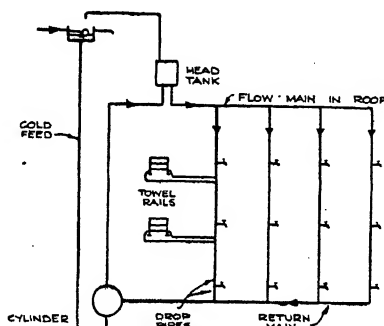 HEAD
TANK
FLOW MAIN IN ROOF
COLD
FEED
TOWEL
RAILS
CYLINDER
DROP
PIPES
RETURN
MAIN